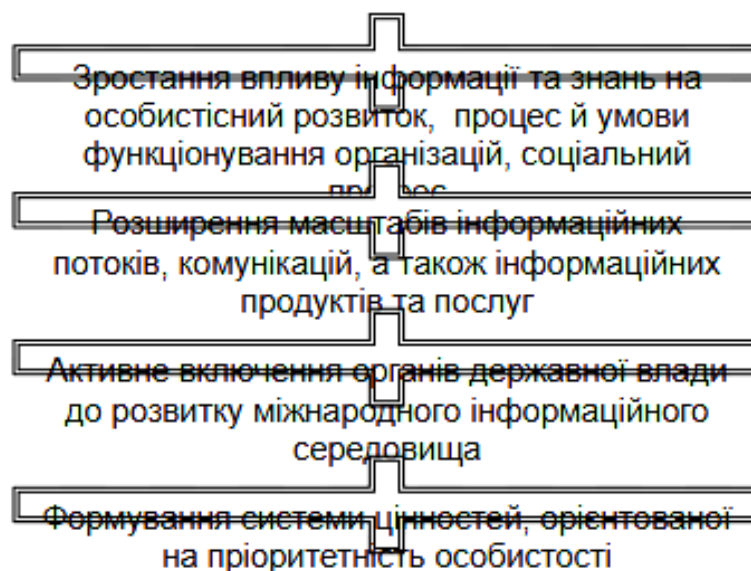 Зростання впливу інформації та знань на
особистісний розвиток, процес й умови
функціонування організацій, соціальний
прогрес
Розширення масштабів інформаційних
потоків, комунікацій, а також інформаційних
продуктів та послуг
Активне включення органів державної влади
до розвитку міжнародного інформаційного
середовища
Формування системи цінностей, орієнтованої
на пріоритетність особистості